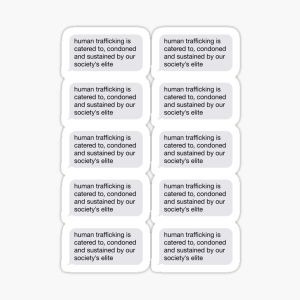 human trafficking is
catered to, condoned
and sustained by our
society's elite
human trafficking is
catered to, condoned
and sustained by our
society's elite
human trafficking is
catered to, condoned
and sustained by our
society's elite
human trafficking is
catered to, condoned
and sustained by our
society's elite
human trafficking is
catered to, condoned
and sustained by our
society's elite
human trafficking is
catered to, condoned
and sustained by our
society's elite
human trafficking is
catered to, condoned
and sustained by our
society's elite
human trafficking is
catered to, condoned
and sustained by our
society's elite
human trafficking is
catered to, condoned
and sustained by our
society's elite
human trafficking is
catered to, condoned
and sustained by our
society's elite